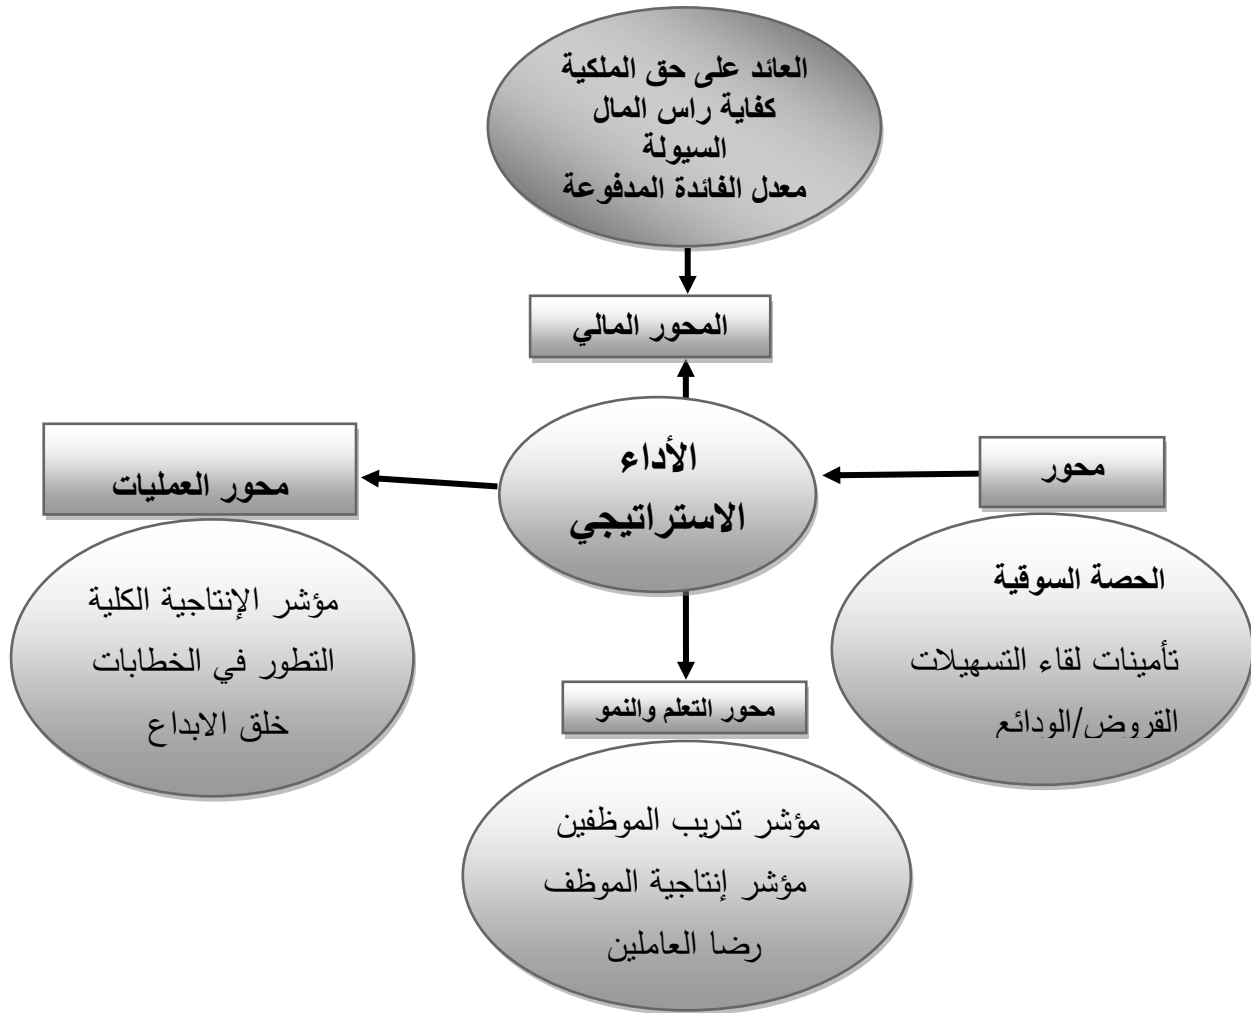 العائد على حق الملكية
كفاية راس المال
السيولة
معدل الفائدة المدفوعة
المحور المالي
الأداء
الاستراتيجي
محور
الحصة السوقية
تأمينات لقاء التسهيلات
القروض/الودائع
محور العمليات
مؤشر الإنتاجية الكلية
التطور في الخطابات
خلق الابداع
محور التعلم والنمو
مؤشر تدريب الموظفين
مؤشر إنتاجية الموظف
رضا العاملين